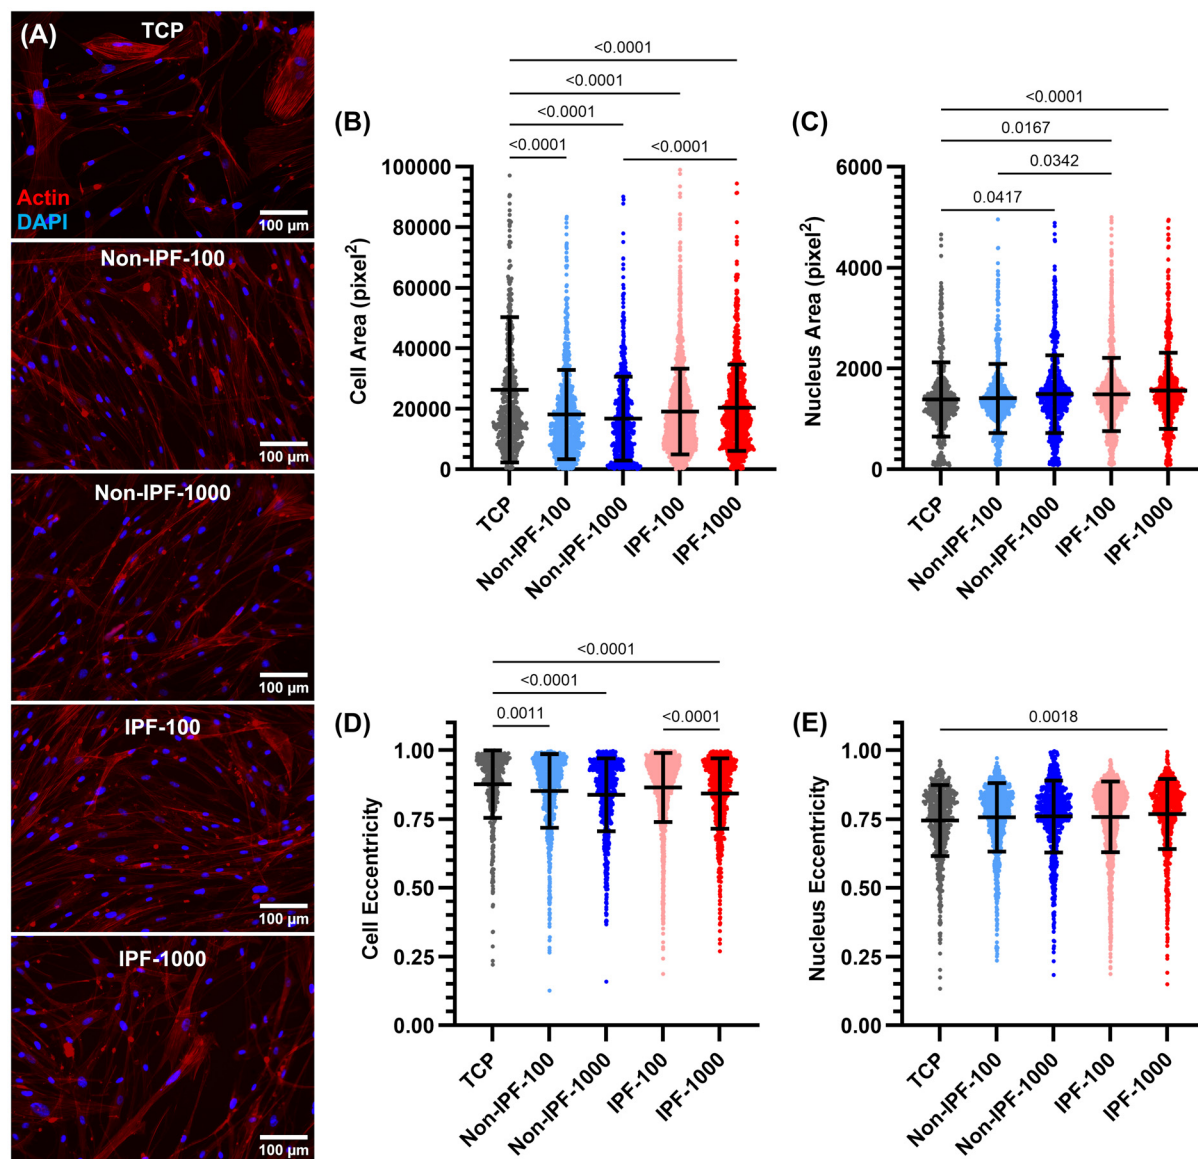 (A)
TCP
Actin
DAPI
100 µm
Non-IPF-100
100 µm
Non-IPF-1000
100 µm
IPF-100
100 µm
IPF-1000
100 µm
(B)
<0.0001
<0.0001
<0.0001
<0.0001
<0.0001
Cell Area (pixel²)
100000
80000
60000
40000
20000
0
TCP
Non-IPF-100
Non-IPF-1000
IPF-100
IPF-1000
(C)
<0.0001
0.0167
0.0342
0.0417
Nucleus Area (pixel²)
6000
4000
2000
0
TCP
Non-IPF-100
Non-IPF-1000
IPF-100
IPF-1000
(D)
<0.0001
<0.0001
0.0011
<0.0001
Cell Eccentricity
1.00
0.75
0.50
0.25
0.00
TCP
Non-IPF-100
Non-IPF-1000
IPF-100
IPF-1000
(E)
0.0018
Nucleus Eccentricity
1.00
0.75
0.50
0.25
0.00
TCP
Non-IPF-100
Non-IPF-1000
IPF-100
IPF-1000